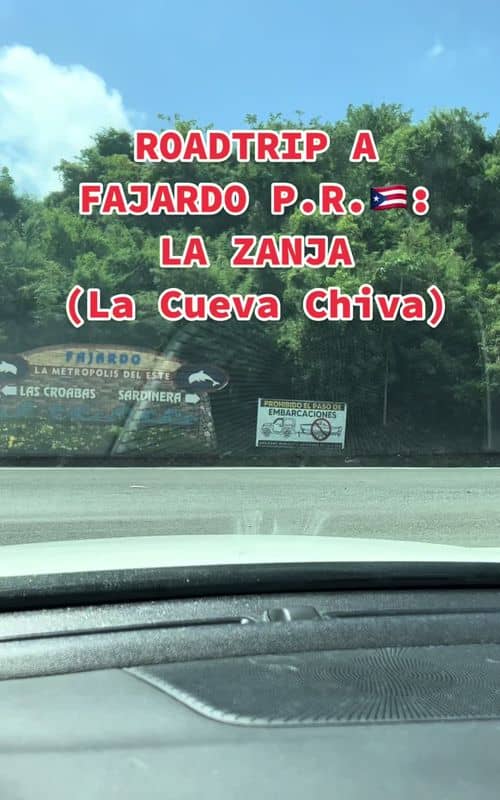 ROADTRIP A
FAJARDO P.R.🇵🇷:
LA ZANJA
(La Cueva Chiva)
FAJARDO
LA METROPOLIS DEL ESTE
LAS CROABAS SARDINERA
PROHIBIDO EL PASO DE
EMBARCACIONES